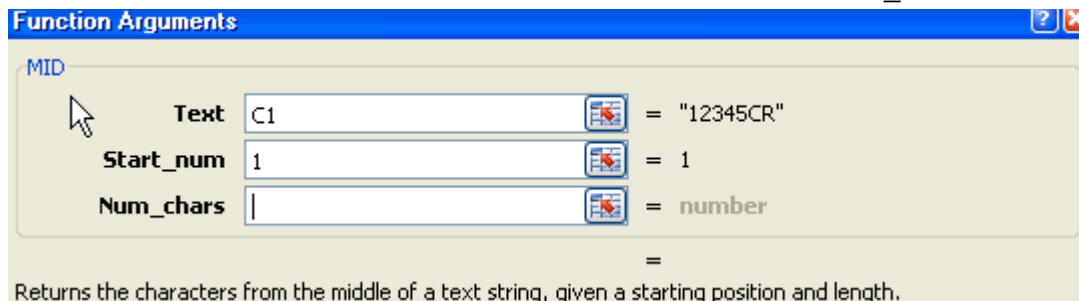 Function Arguments
MID
Text C1 = "12345CR"
Start_num 1 = 1
Num_chars = number
=
Returns the characters from the middle of a text string, given a starting position and length.